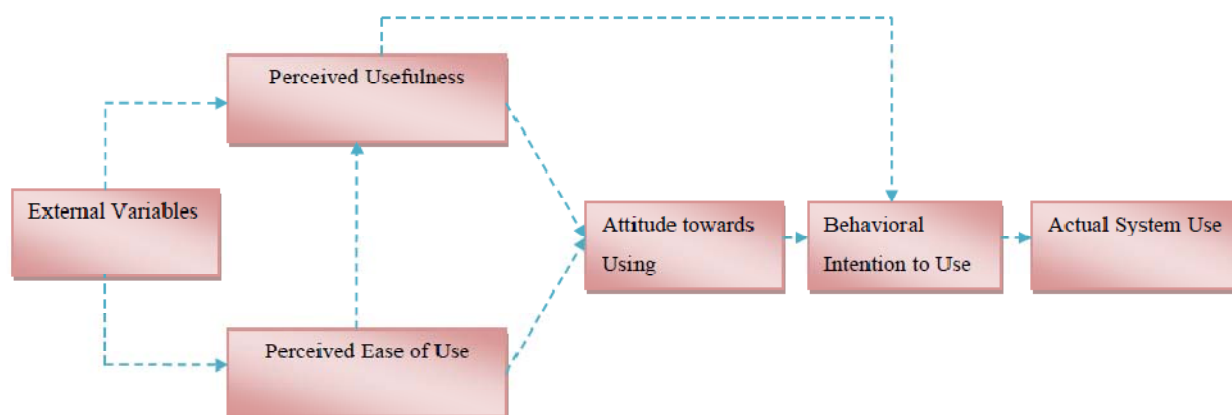 Perceived Usefulness
External Variables
Attitude towards
Using
Behavioral
Intention to Use
Actual System Use
Perceived Ease of Use